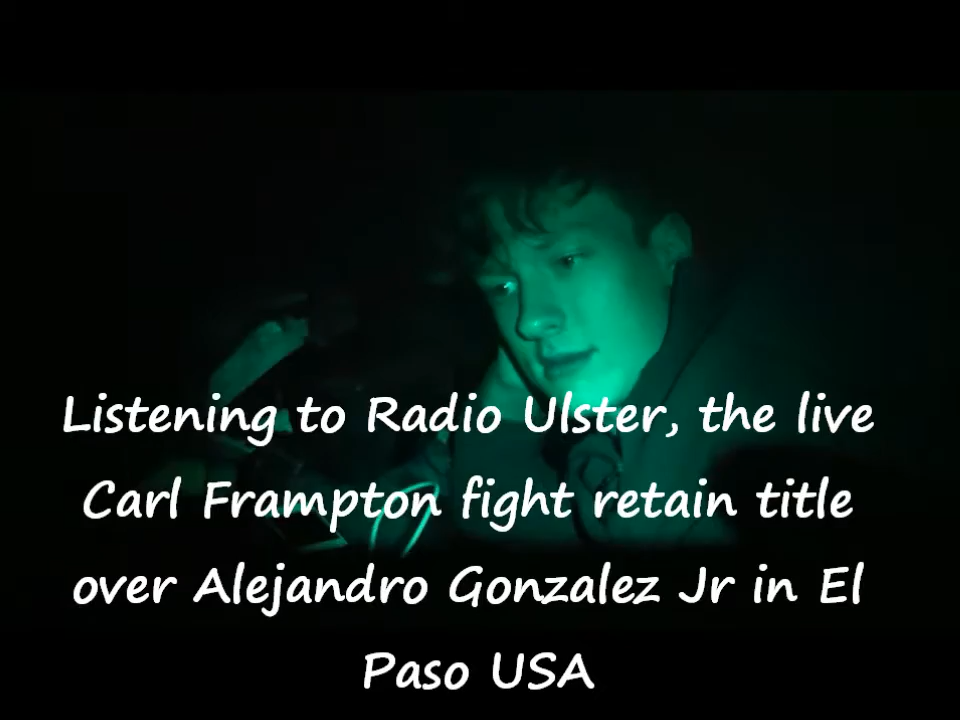 Listening to Radio Ulster, the live
Carl Frampton fight retain title
over Alejandro Gonzalez Jr in El
Paso USA